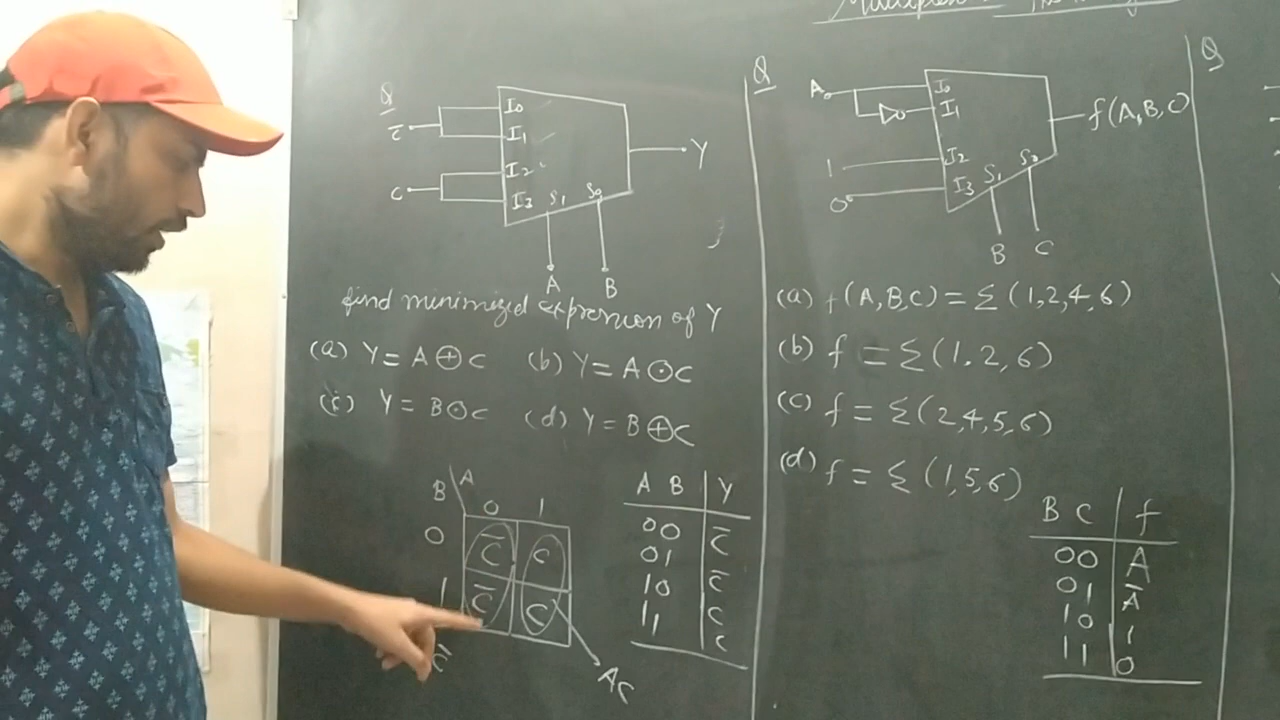 Q
I0
C̅
I1
Y
I2
C
I3 S1 S0
A B
find minimized expression of Y
(a) Y = A ⊕ C (b) Y = A ⊙ C
(c) Y = B ⊙ C (d) Y = B ⊕ C
B A
0 1
0 C̅ C
1 C̅ C
AC
A B Y
00 C̅
01 C̅
10 C
11 C
Q
A I0
I1 f(A,B,C)
1 I2
0 I3 S1 S0
B C
(a) f(A,B,C) = Σ (1,2,4,6)
(b) f = Σ (1,2,6)
(c) f = Σ (2,4,5,6)
(d) f = Σ (1,5,6)
B C f
00 A
01 A̅
10 1
11 0
Q